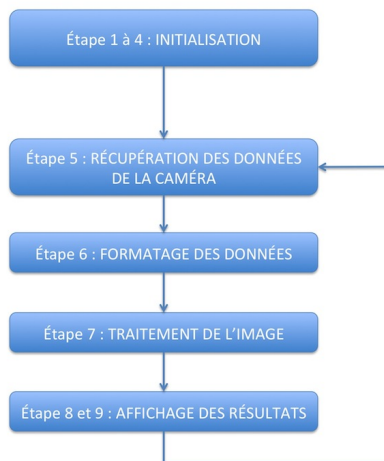 Étape 1 à 4 : INITIALISATION
Étape 5 : RÉCUPÉRATION DES DONNÉES
DE LA CAMÉRA
Étape 6 : FORMATAGE DES DONNÉES
Étape 7 : TRAITEMENT DE L’IMAGE
Étape 8 et 9 : AFFICHAGE DES RÉSULTATS